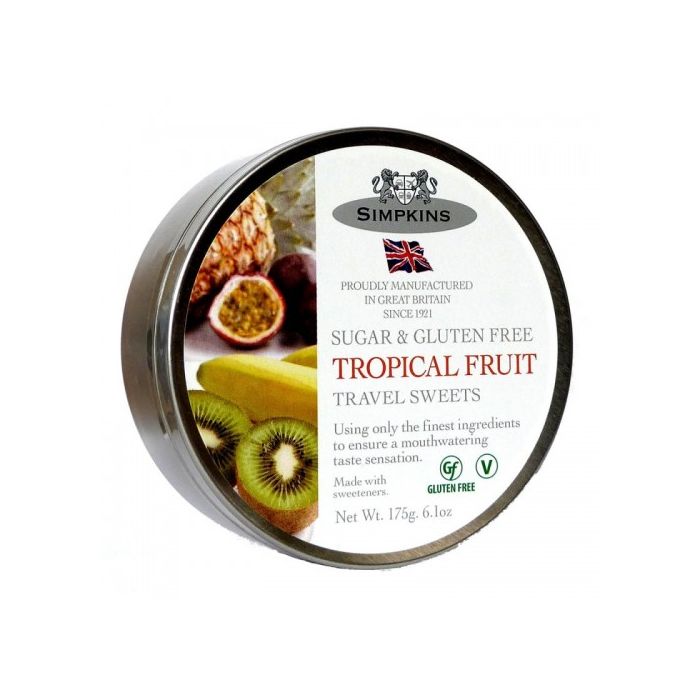 SIMPKINS
PROUDLY MANUFACTURED
IN GREAT BRITAIN
SINCE 1921
SUGAR & GLUTEN FREE
TROPICAL FRUIT
TRAVEL SWEETS
Using only the finest ingredients
to ensure a mouthwatering
taste sensation.
Gf V
GLUTEN FREE
Made with
sweeteners.
Net Wt. 175g. 6.1oz